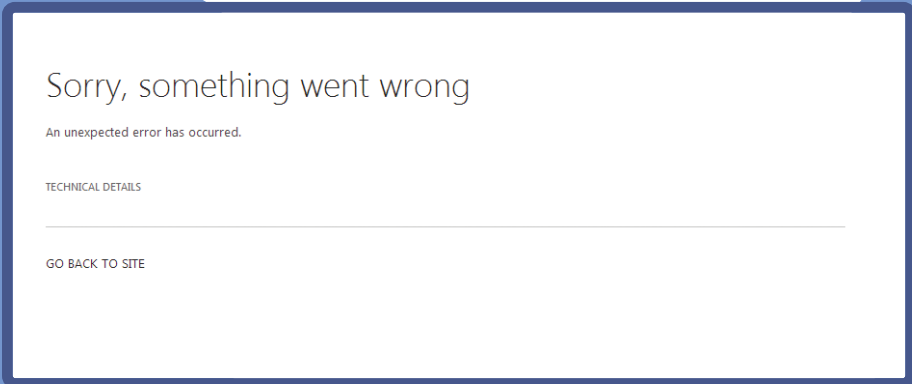 Sorry, something went wrong
An unexpected error has occurred.
TECHNICAL DETAILS
GO BACK TO SITE